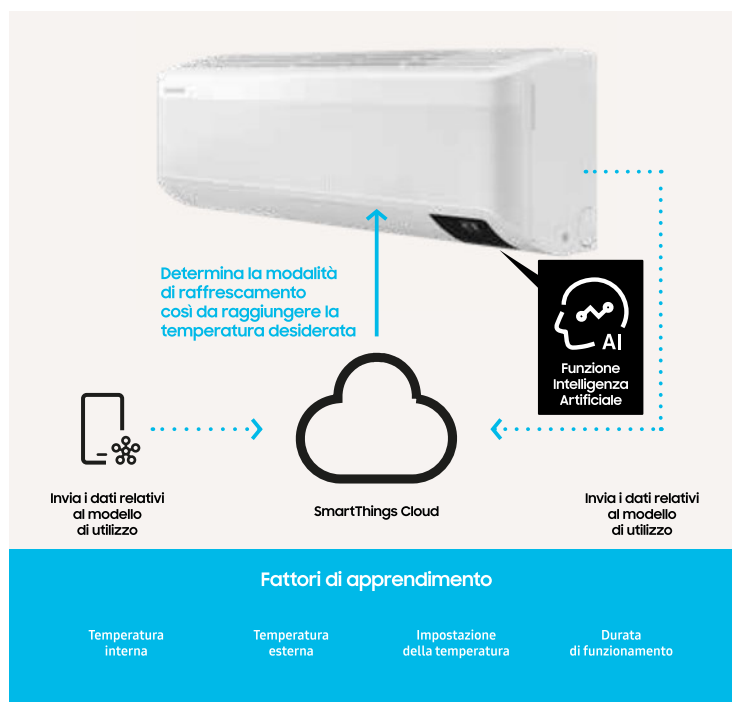 Determina la modalità
di raffrescamento
così da raggiungere la
temperatura desiderata
AI
Funzione
Intelligenza
Artificiale
Invia i dati relativi
al modello
di utilizzo
SmartThings Cloud
Invia i dati relativi
al modello
di utilizzo
Fattori di apprendimento
Temperatura
interna
Temperatura
esterna
Impostazione
della temperatura
Durata
di funzionamento